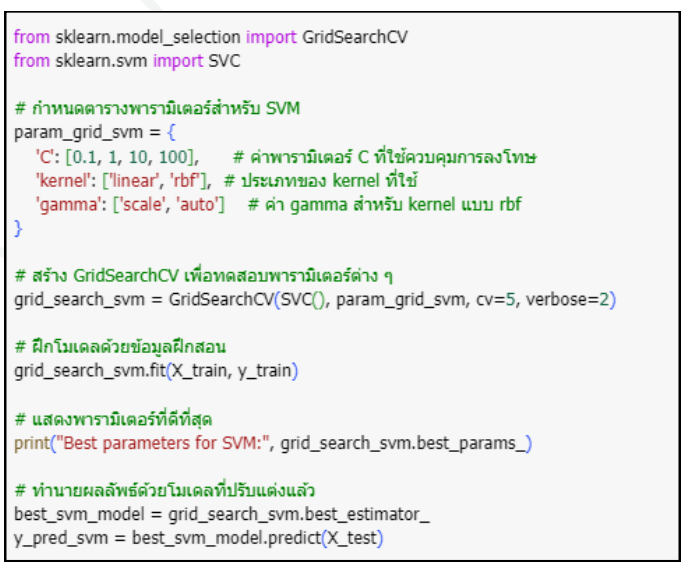 from sklearn.model_selection import GridSearchCV
from sklearn.svm import SVC
# กำหนดตารางพารามิเตอร์สำหรับ SVM
param_grid_svm = {
'C': [0.1, 1, 10, 100], # ค่าพารามิเตอร์ C ที่ใช้ควบคุมการลงโทษ
'kernel': ['linear', 'rbf'], # ประเภทของ kernel ที่ใช้
'gamma': ['scale', 'auto'] # ค่า gamma สำหรับ kernel แบบ rbf
}
# สร้าง GridSearchCV เพื่อทดสอบพารามิเตอร์ต่าง ๆ
grid_search_svm = GridSearchCV(SVC(), param_grid_svm, cv=5, verbose=2)
# ฝึกโมเดลด้วยข้อมูลฝึกสอน
grid_search_svm.fit(X_train, y_train)
# แสดงพารามิเตอร์ที่ดีที่สุด
print("Best parameters for SVM:", grid_search_svm.best_params_)
# ทำนายผลลัพธ์ด้วยโมเดลที่ปรับแต่งแล้ว
best_svm_model = grid_search_svm.best_estimator_
y_pred_svm = best_svm_model.predict(X_test)